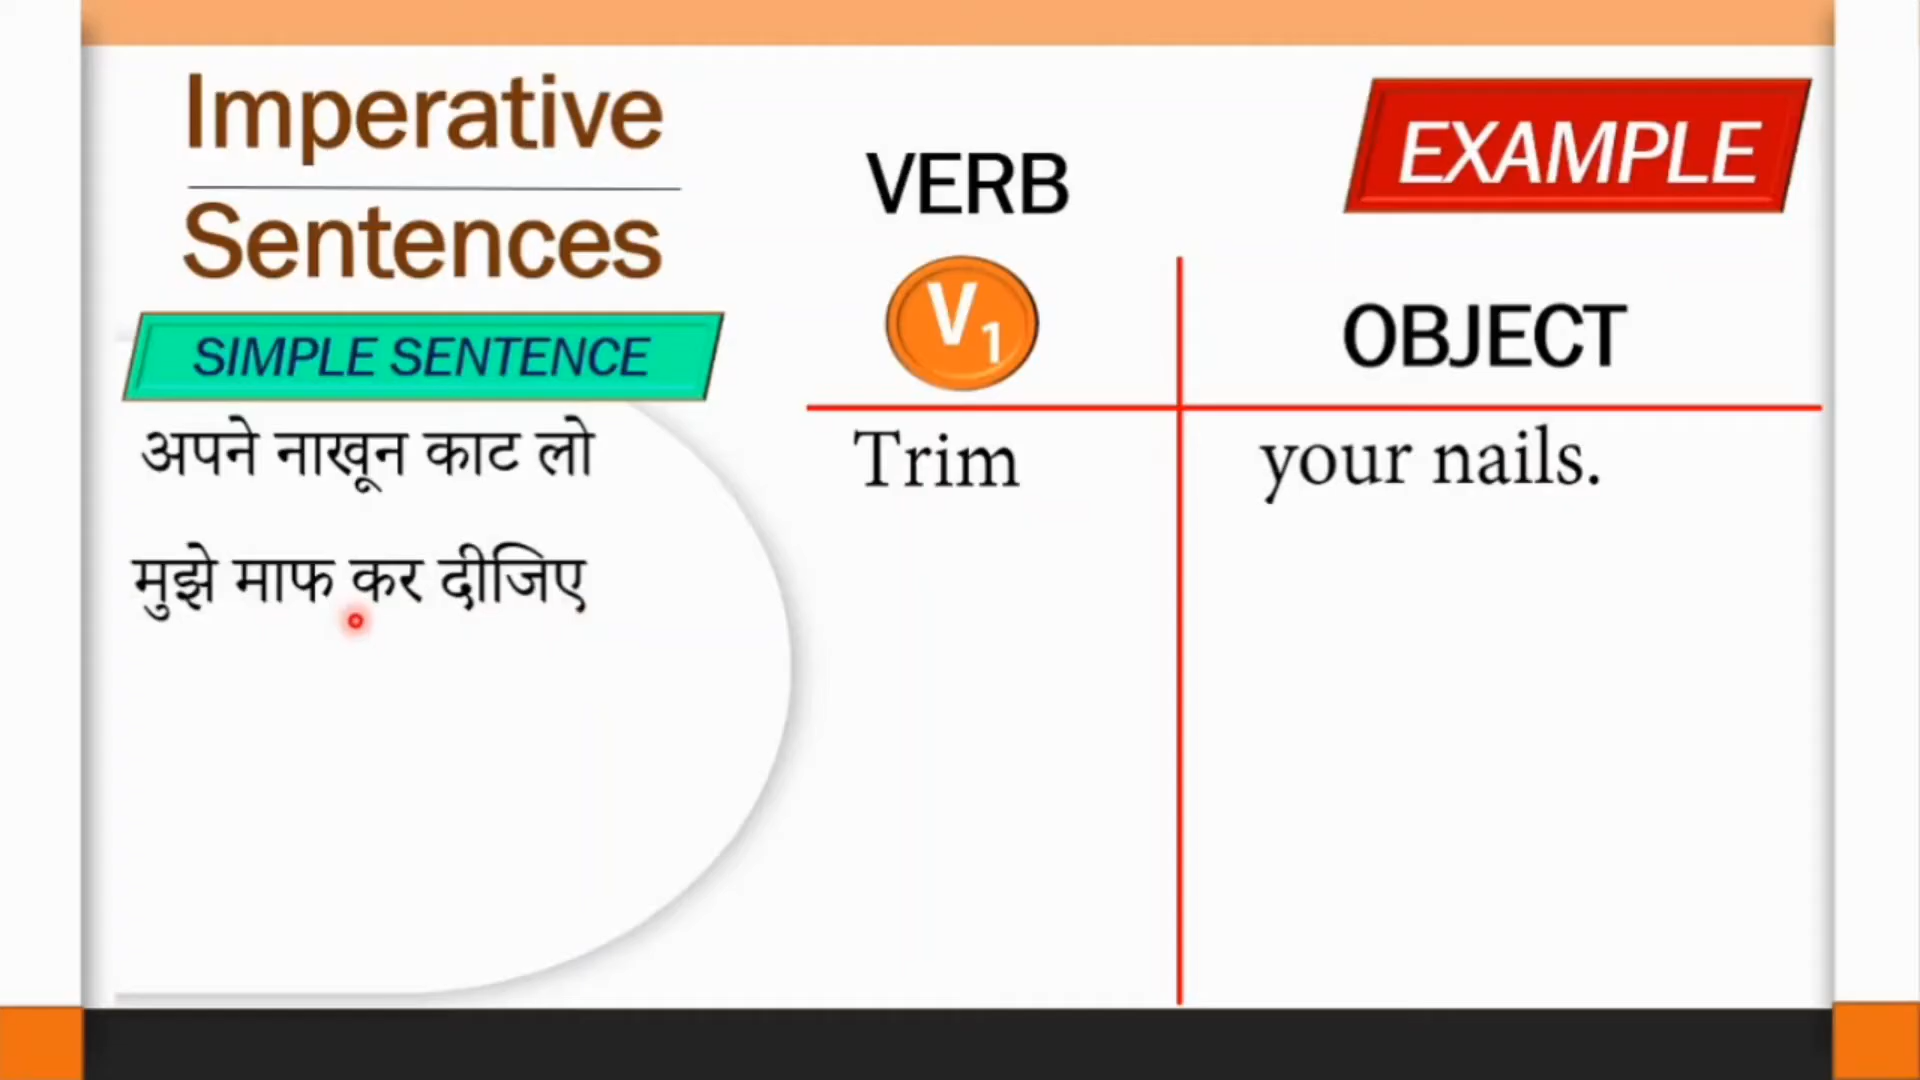 Imperative
Sentences
SIMPLE SENTENCE
VERB
EXAMPLE
V1
OBJECT
अपने नाखून काट लो
Trim
your nails.
मुझे माफ कर दीजिए